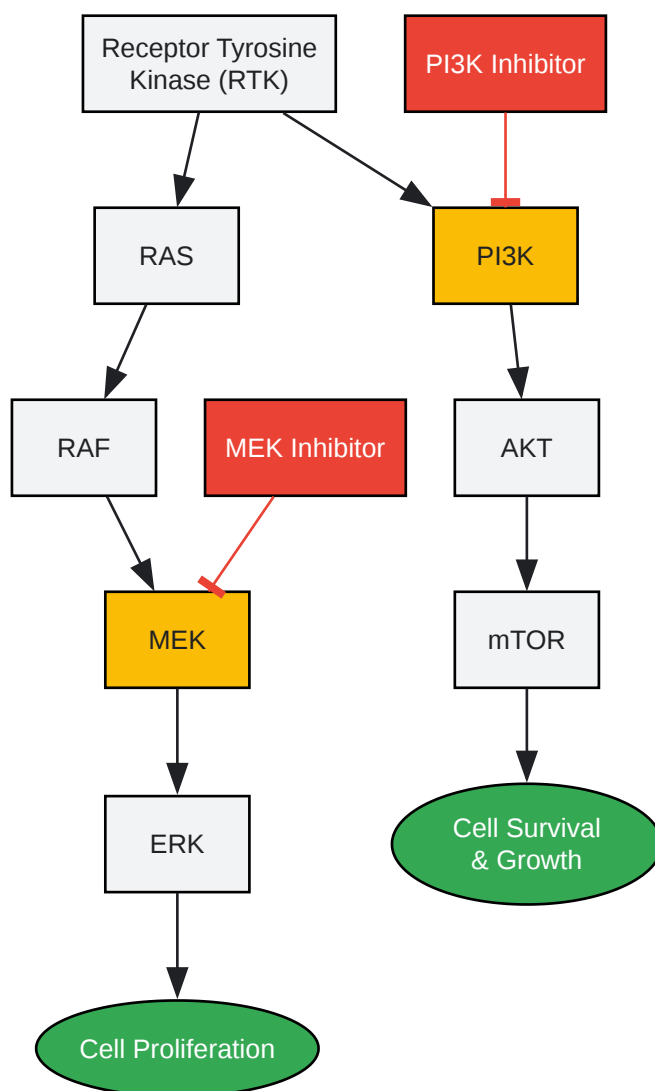 Receptor Tyrosine
Kinase (RTK)
PI3K Inhibitor
RAS
PI3K
RAF
MEK Inhibitor
AKT
MEK
mTOR
ERK
Cell Survival
& Growth
Cell Proliferation